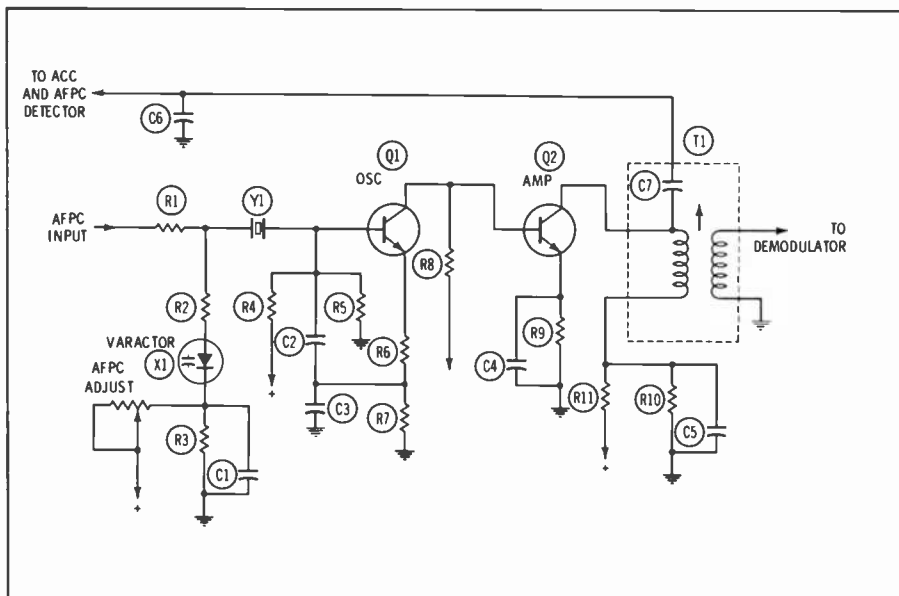 TO ACC
AND AFPC
DETECTOR
C6
Q1
OSC
Q2
AMP
T1
C7
AFPC
INPUT
R1
Y1
TO
DEMODULATOR
R2
R4
C2
R5
R8
R6
R9
C4
VARACTOR
X1
AFPC
ADJUST
R3
C1
C3
R7
R11
R10
C5
+
+
+